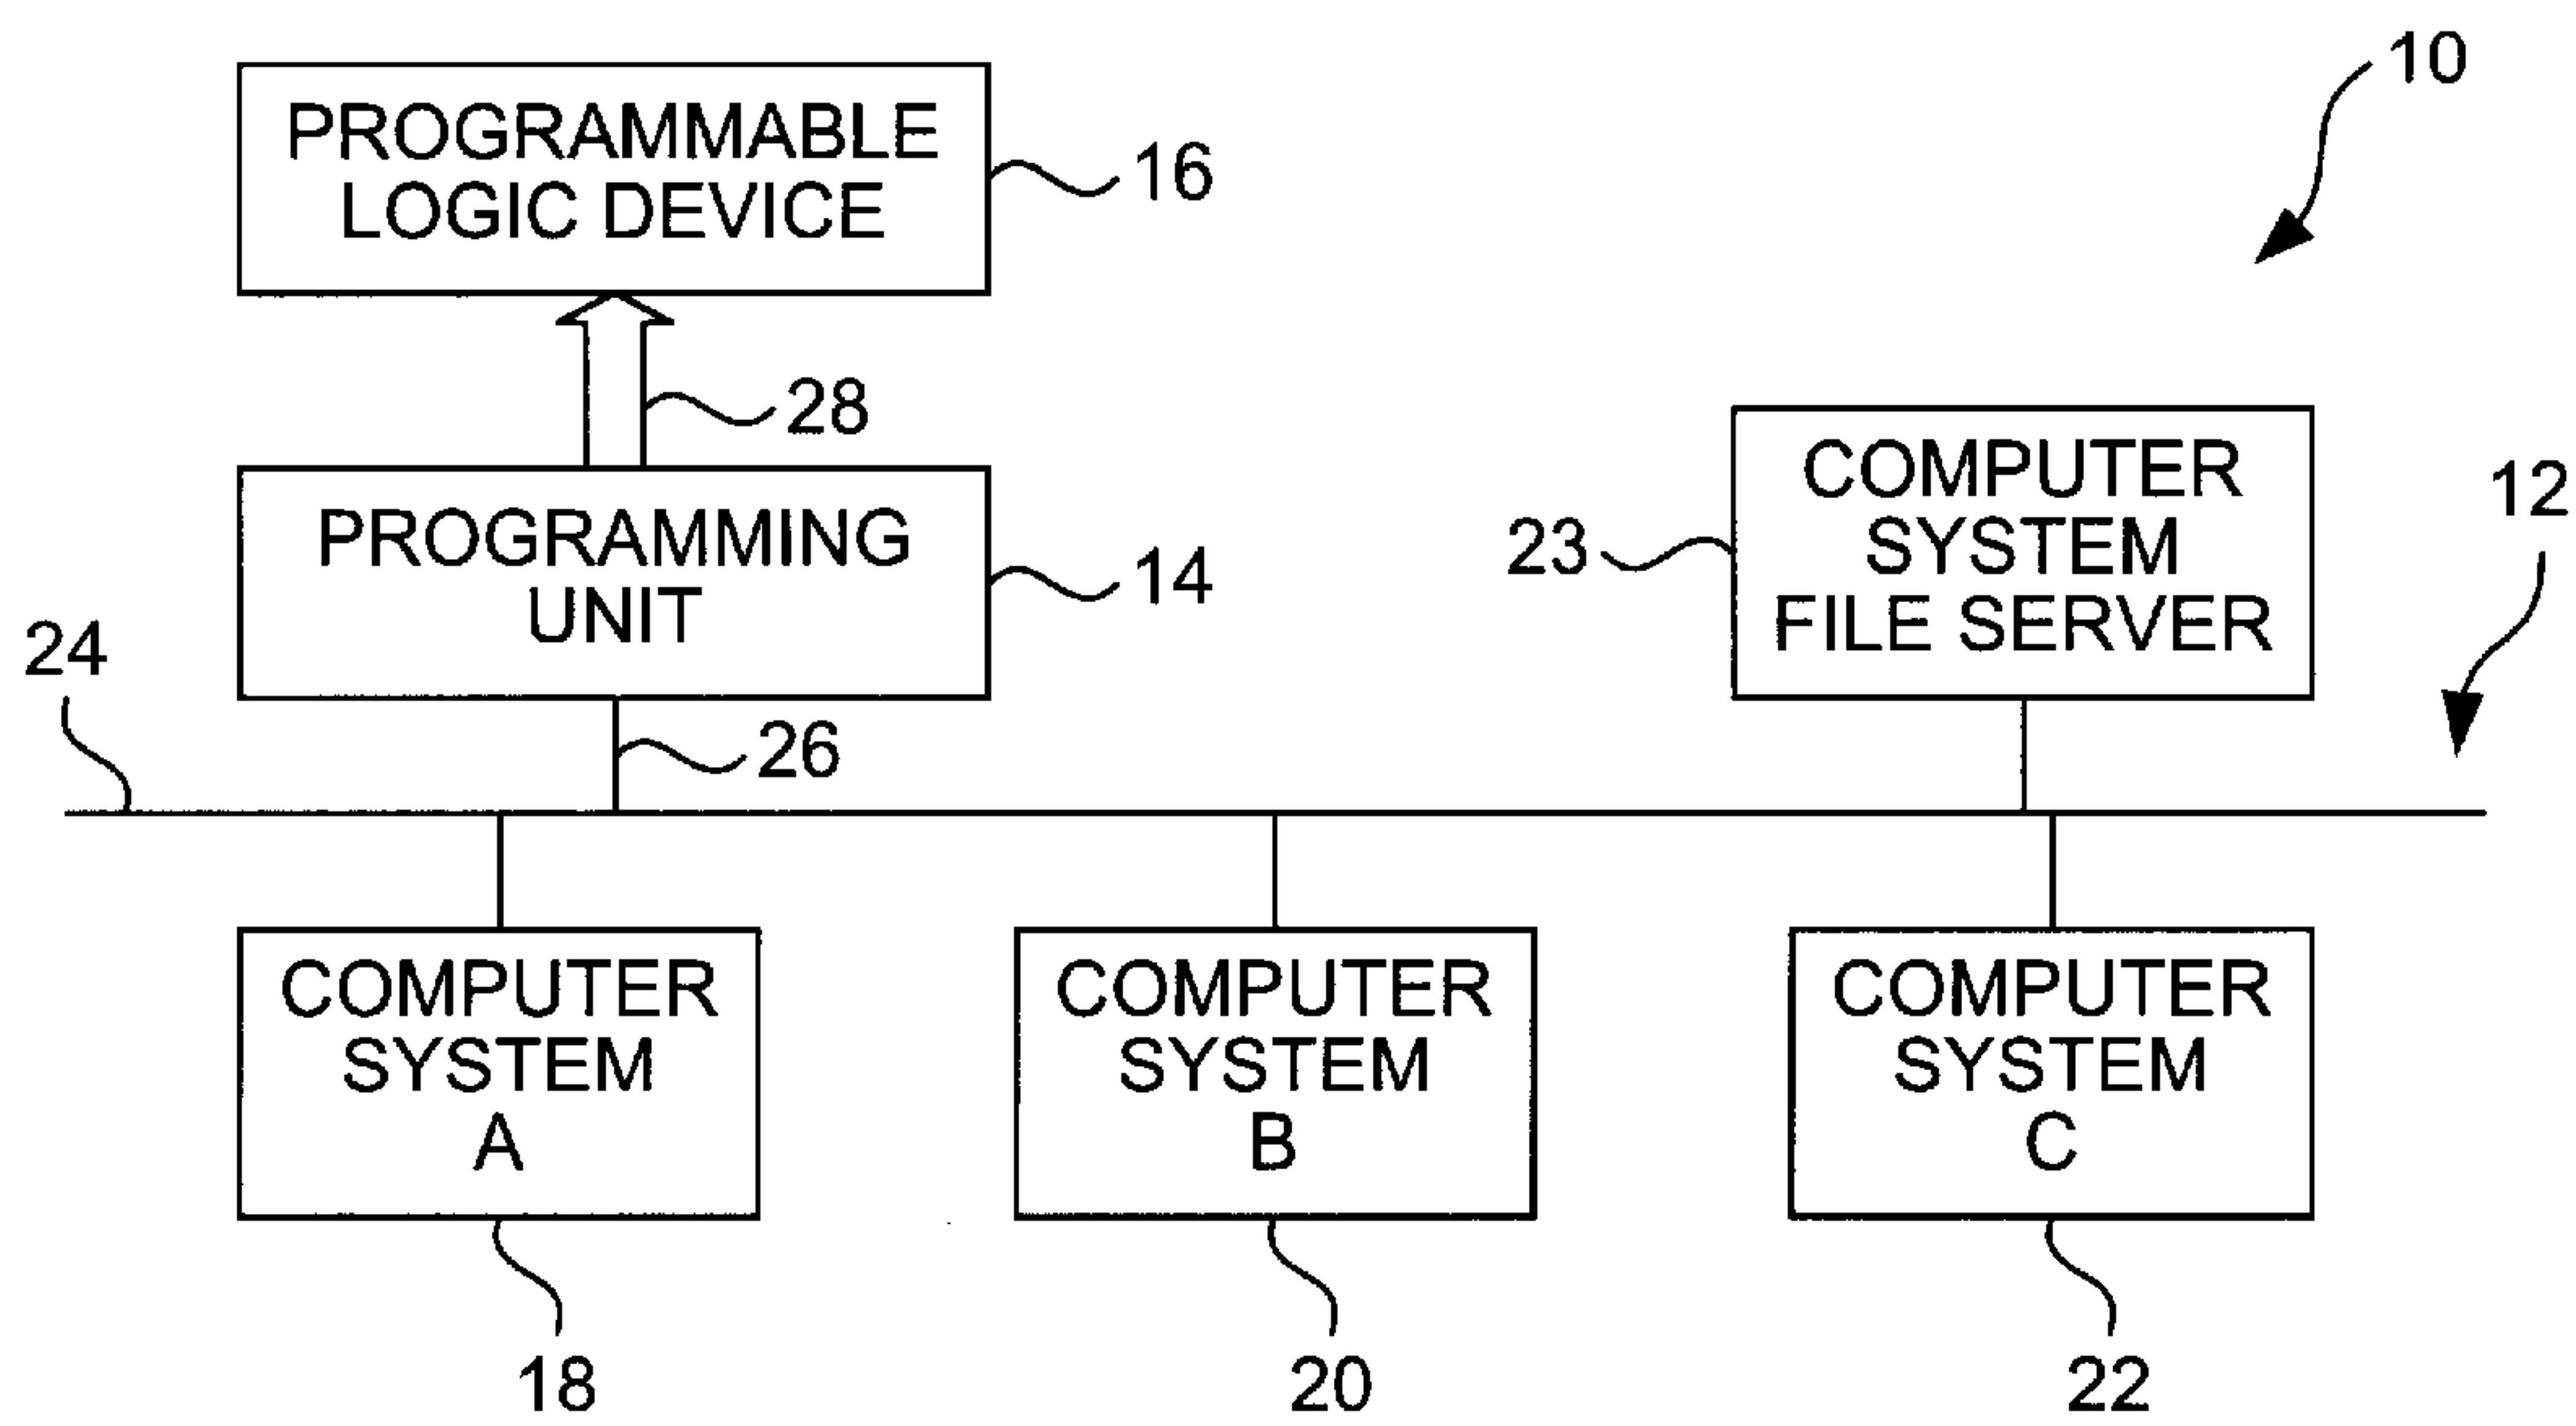 10
PROGRAMMABLE
LOGIC DEVICE
16
28
PROGRAMMING
UNIT
14
COMPUTER
SYSTEM
FILE SERVER
23
12
24
26
COMPUTER
SYSTEM
A
COMPUTER
SYSTEM
B
COMPUTER
SYSTEM
C
18
20
22